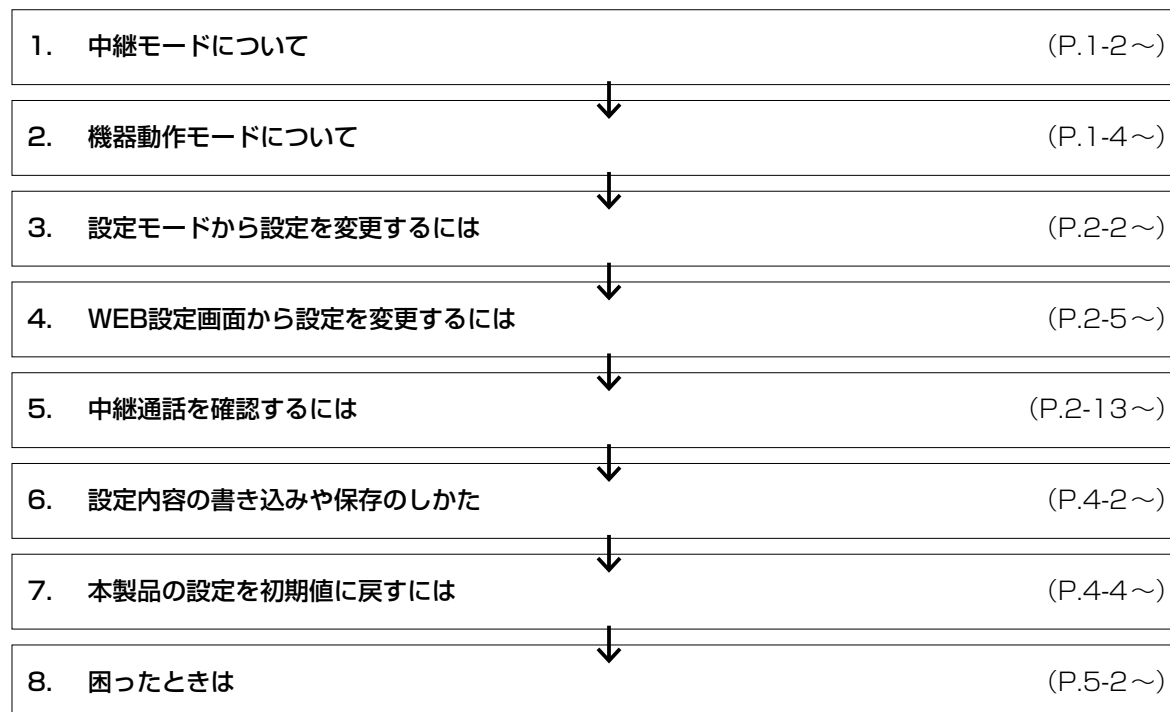 1. 中継モードについて (P.1-2〜)
2. 機器動作モードについて (P.1-4〜)
3. 設定モードから設定を変更するには (P.2-2〜)
4. WEB設定画面から設定を変更するには (P.2-5〜)
5. 中継通話を確認するには (P.2-13〜)
6. 設定内容の書き込みや保存のしかた (P.4-2〜)
7. 本製品の設定を初期値に戻すには (P.4-4〜)
8. 困ったときは (P.5-2〜)